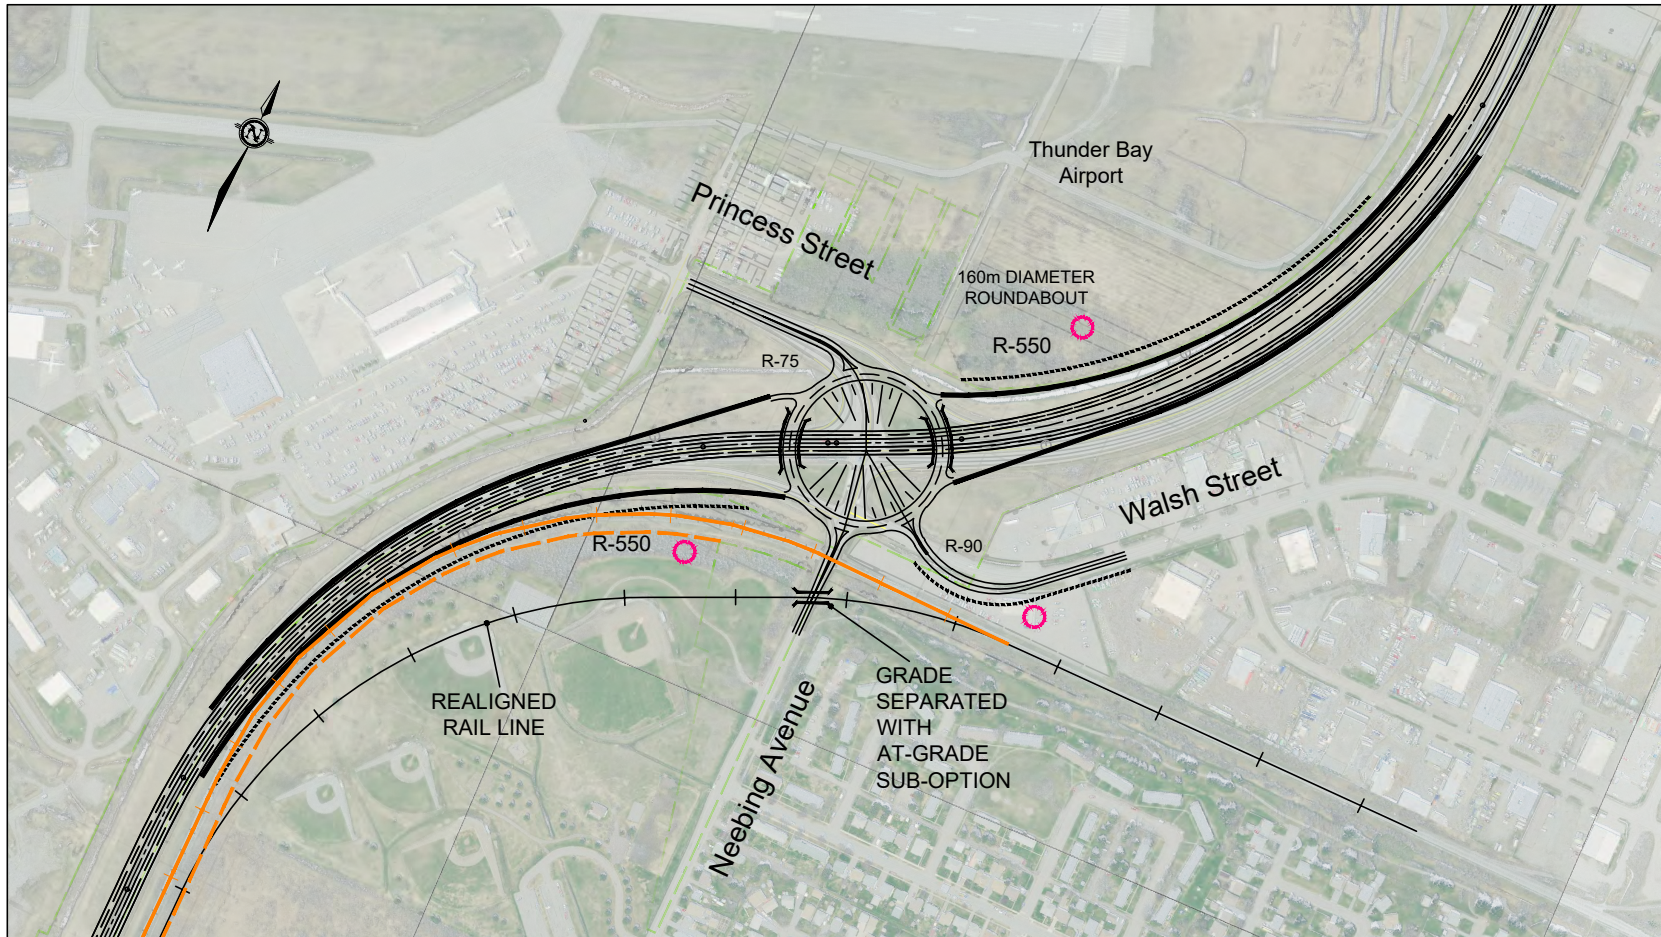 N
Thunder Bay
Airport
Princess Street
160m DIAMETER
ROUNDABOUT
R-550
R-75
Walsh Street
R-550
R-90
REALIGNED
RAIL LINE
Neebing Avenue
GRADE
SEPARATED
WITH
AT-GRADE
SUB-OPTION